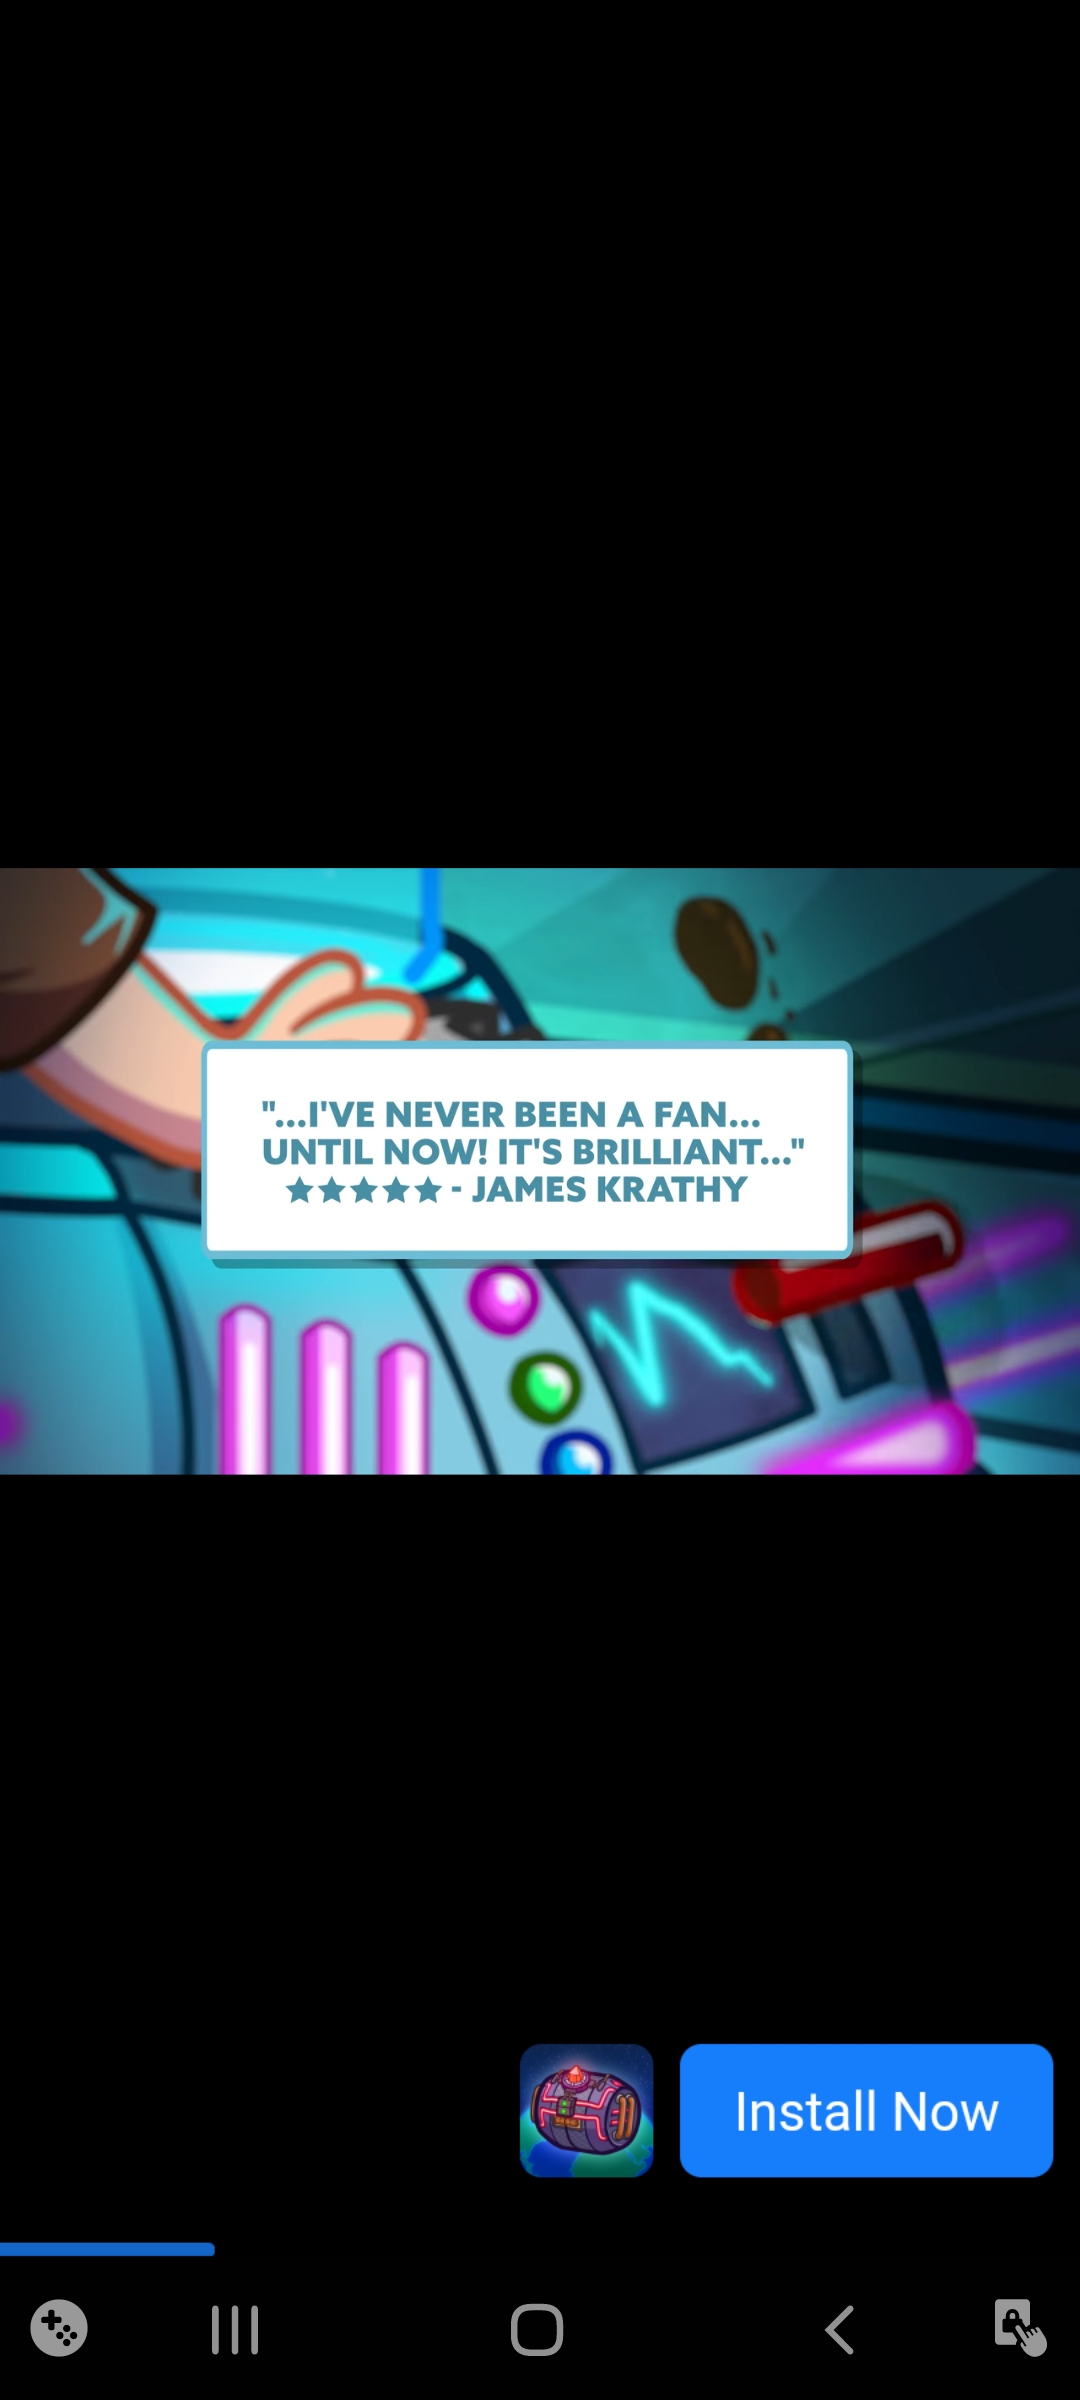 "...I'VE NEVER BEEN A FAN...
UNTIL NOW! IT'S BRILLIANT..."
★★★★★ - JAMES KRATHY
Install Now